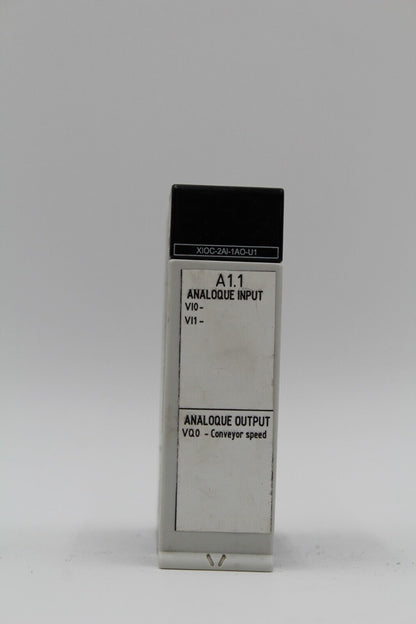 XIOC-2AI-1AO-U1
A1.1
ANALOQUE INPUT
VI0 -
VI1 -
ANALOQUE OUTPUT
VQ0 - Conveyor speed